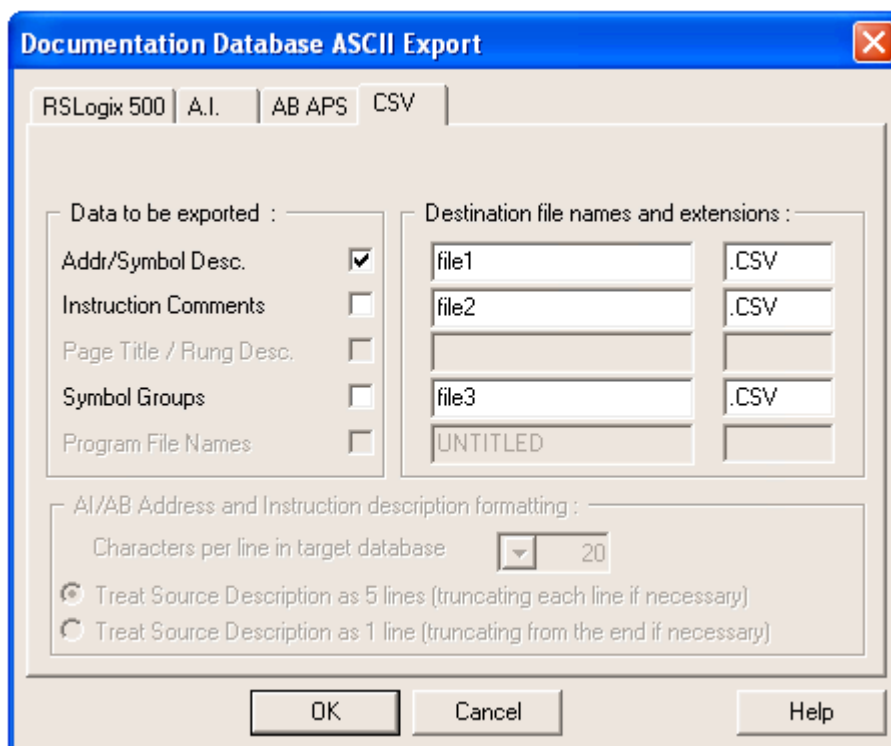 Documentation Database ASCII Export
RSLogix 500 A.I. AB APS CSV
Data to be exported :
Destination file names and extensions :
Addr/Symbol Desc. file1 .CSV
Instruction Comments file2 .CSV
Page Title / Rung Desc.
Symbol Groups file3 .CSV
Program File Names UNTITLED
AI/AB Address and Instruction description formatting :
Characters per line in target database 20
Treat Source Description as 5 lines (truncating each line if necessary)
Treat Source Description as 1 line (truncating from the end if necessary)
OK Cancel Help